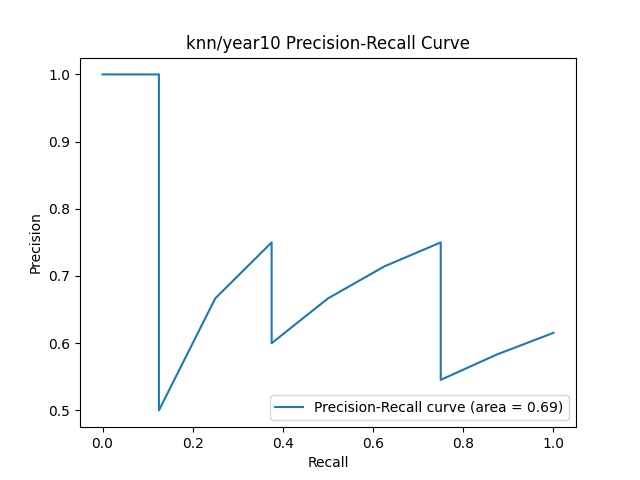 knn/year10 Precision-Recall Curve
1.0
0.9
0.8
0.7
0.6
0.5
Precision
Precision-Recall curve (area = 0.69)
0.0 0.2 0.4 0.6 0.8 1.0
Recall